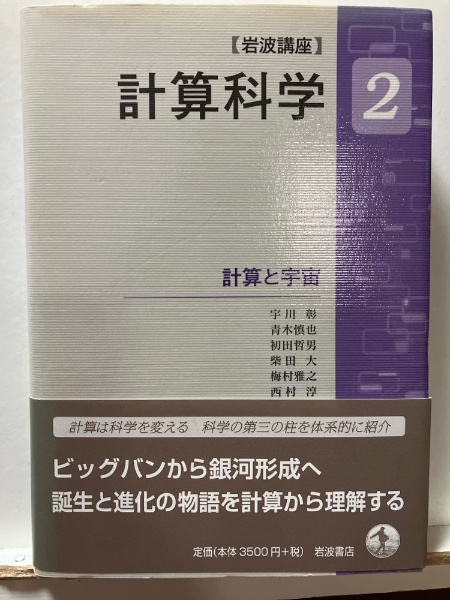 【岩波講座】
計算科学 2
計算と宇宙
宇川 彰
青木慎也
初田哲男
柴田 大
梅村雅之
西村 淳
計算は科学を変える 科学の第三の柱を体系的に紹介
ビッグバンから銀河形成へ
誕生と進化の物語を計算から理解する
定価(本体3500円+税) 岩波書店